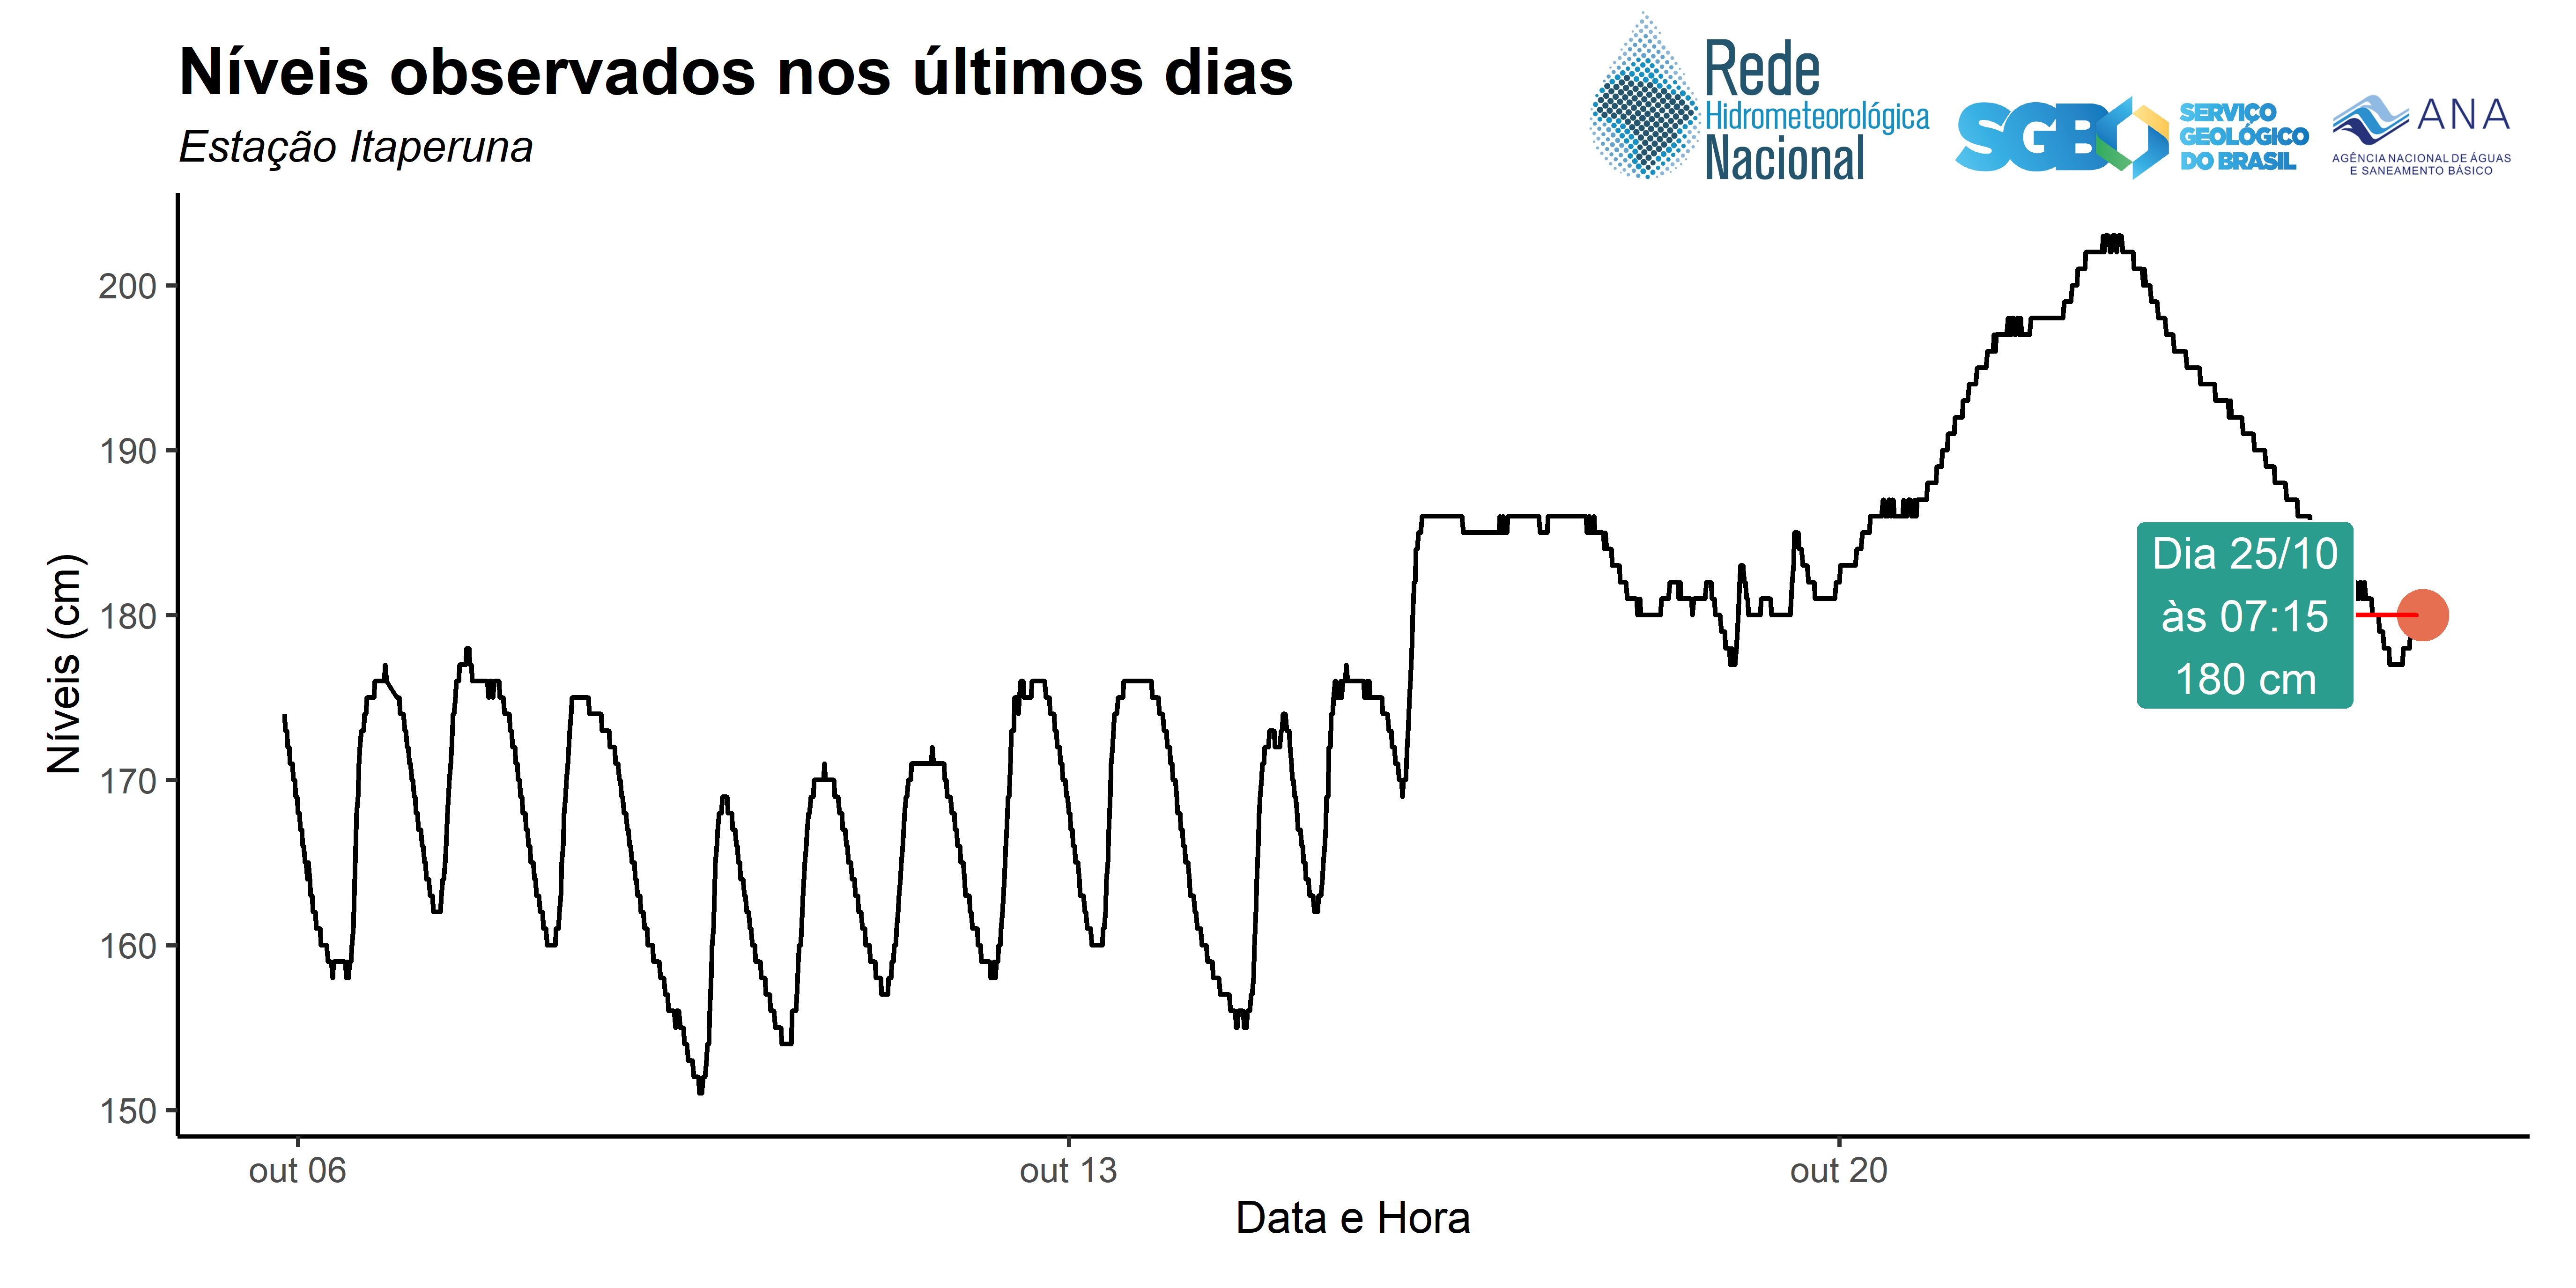 Níveis observados nos últimos dias
Estação Itaperuna
Rede
Hidrometeorológica
Nacional
SGB
SERVIÇO
GEOLÓGICO
DO BRASIL
ANA
AGÊNCIA NACIONAL DE ÁGUAS
E SANEAMENTO BÁSICO
Níveis (cm)
200
190
180
170
160
150
Dia 25/10
às 07:15
180 cm
out 06
out 13
out 20
Data e Hora